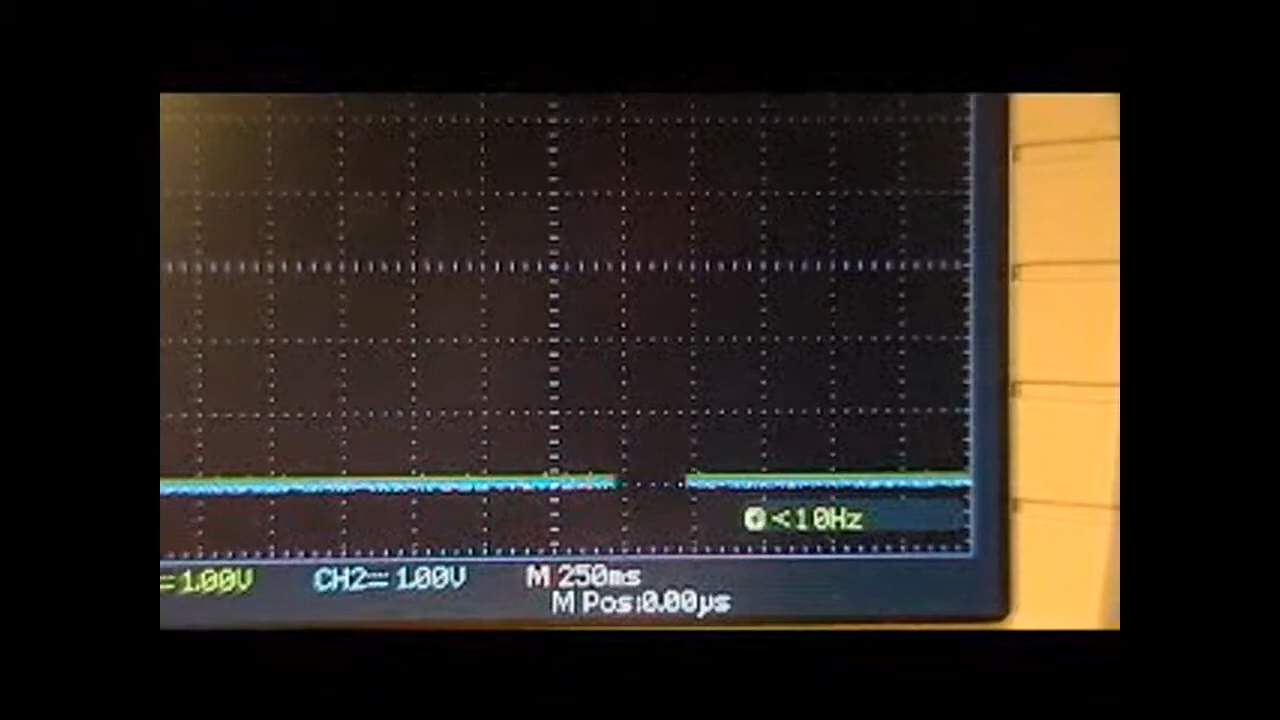 <10Hz
= 1.00V CH2= 1.00V M 250ms
M Pos:0.00µs